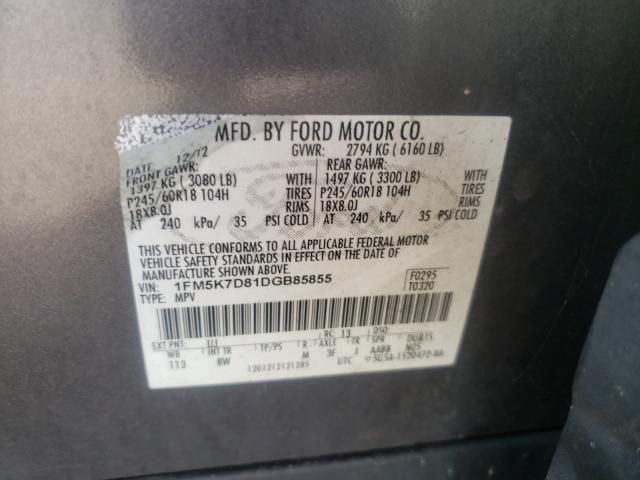 MFD. BY FORD MOTOR CO.
DATE: 12/12 GVWR: 2794 KG ( 6160 LB)
FRONT GAWR: REAR GAWR:
1397 KG ( 3080 LB) WITH 1497 KG ( 3300 LB) WITH
P245/60R18 104H TIRES P245/60R18 104H TIRES
18X8.0J RIMS 18X8.0J RIMS
AT 240 kPa/ 35 PSI COLD AT 240 kPa/ 35 PSI COLD
THIS VEHICLE CONFORMS TO ALL APPLICABLE FEDERAL MOTOR
VEHICLE SAFETY STANDARDS IN EFFECT ON THE DATE OF
MANUFACTURE SHOWN ABOVE.
VIN: 1FM5K7D81DGB85855 F0295
TYPE: MPV T0320
EXT PNT: UJ RC: 13 DSO:
WB INT TR TP/PS R AXLE TR SPR DUB15
113 8W M 3F J AABB N05
1201212121285 UTC